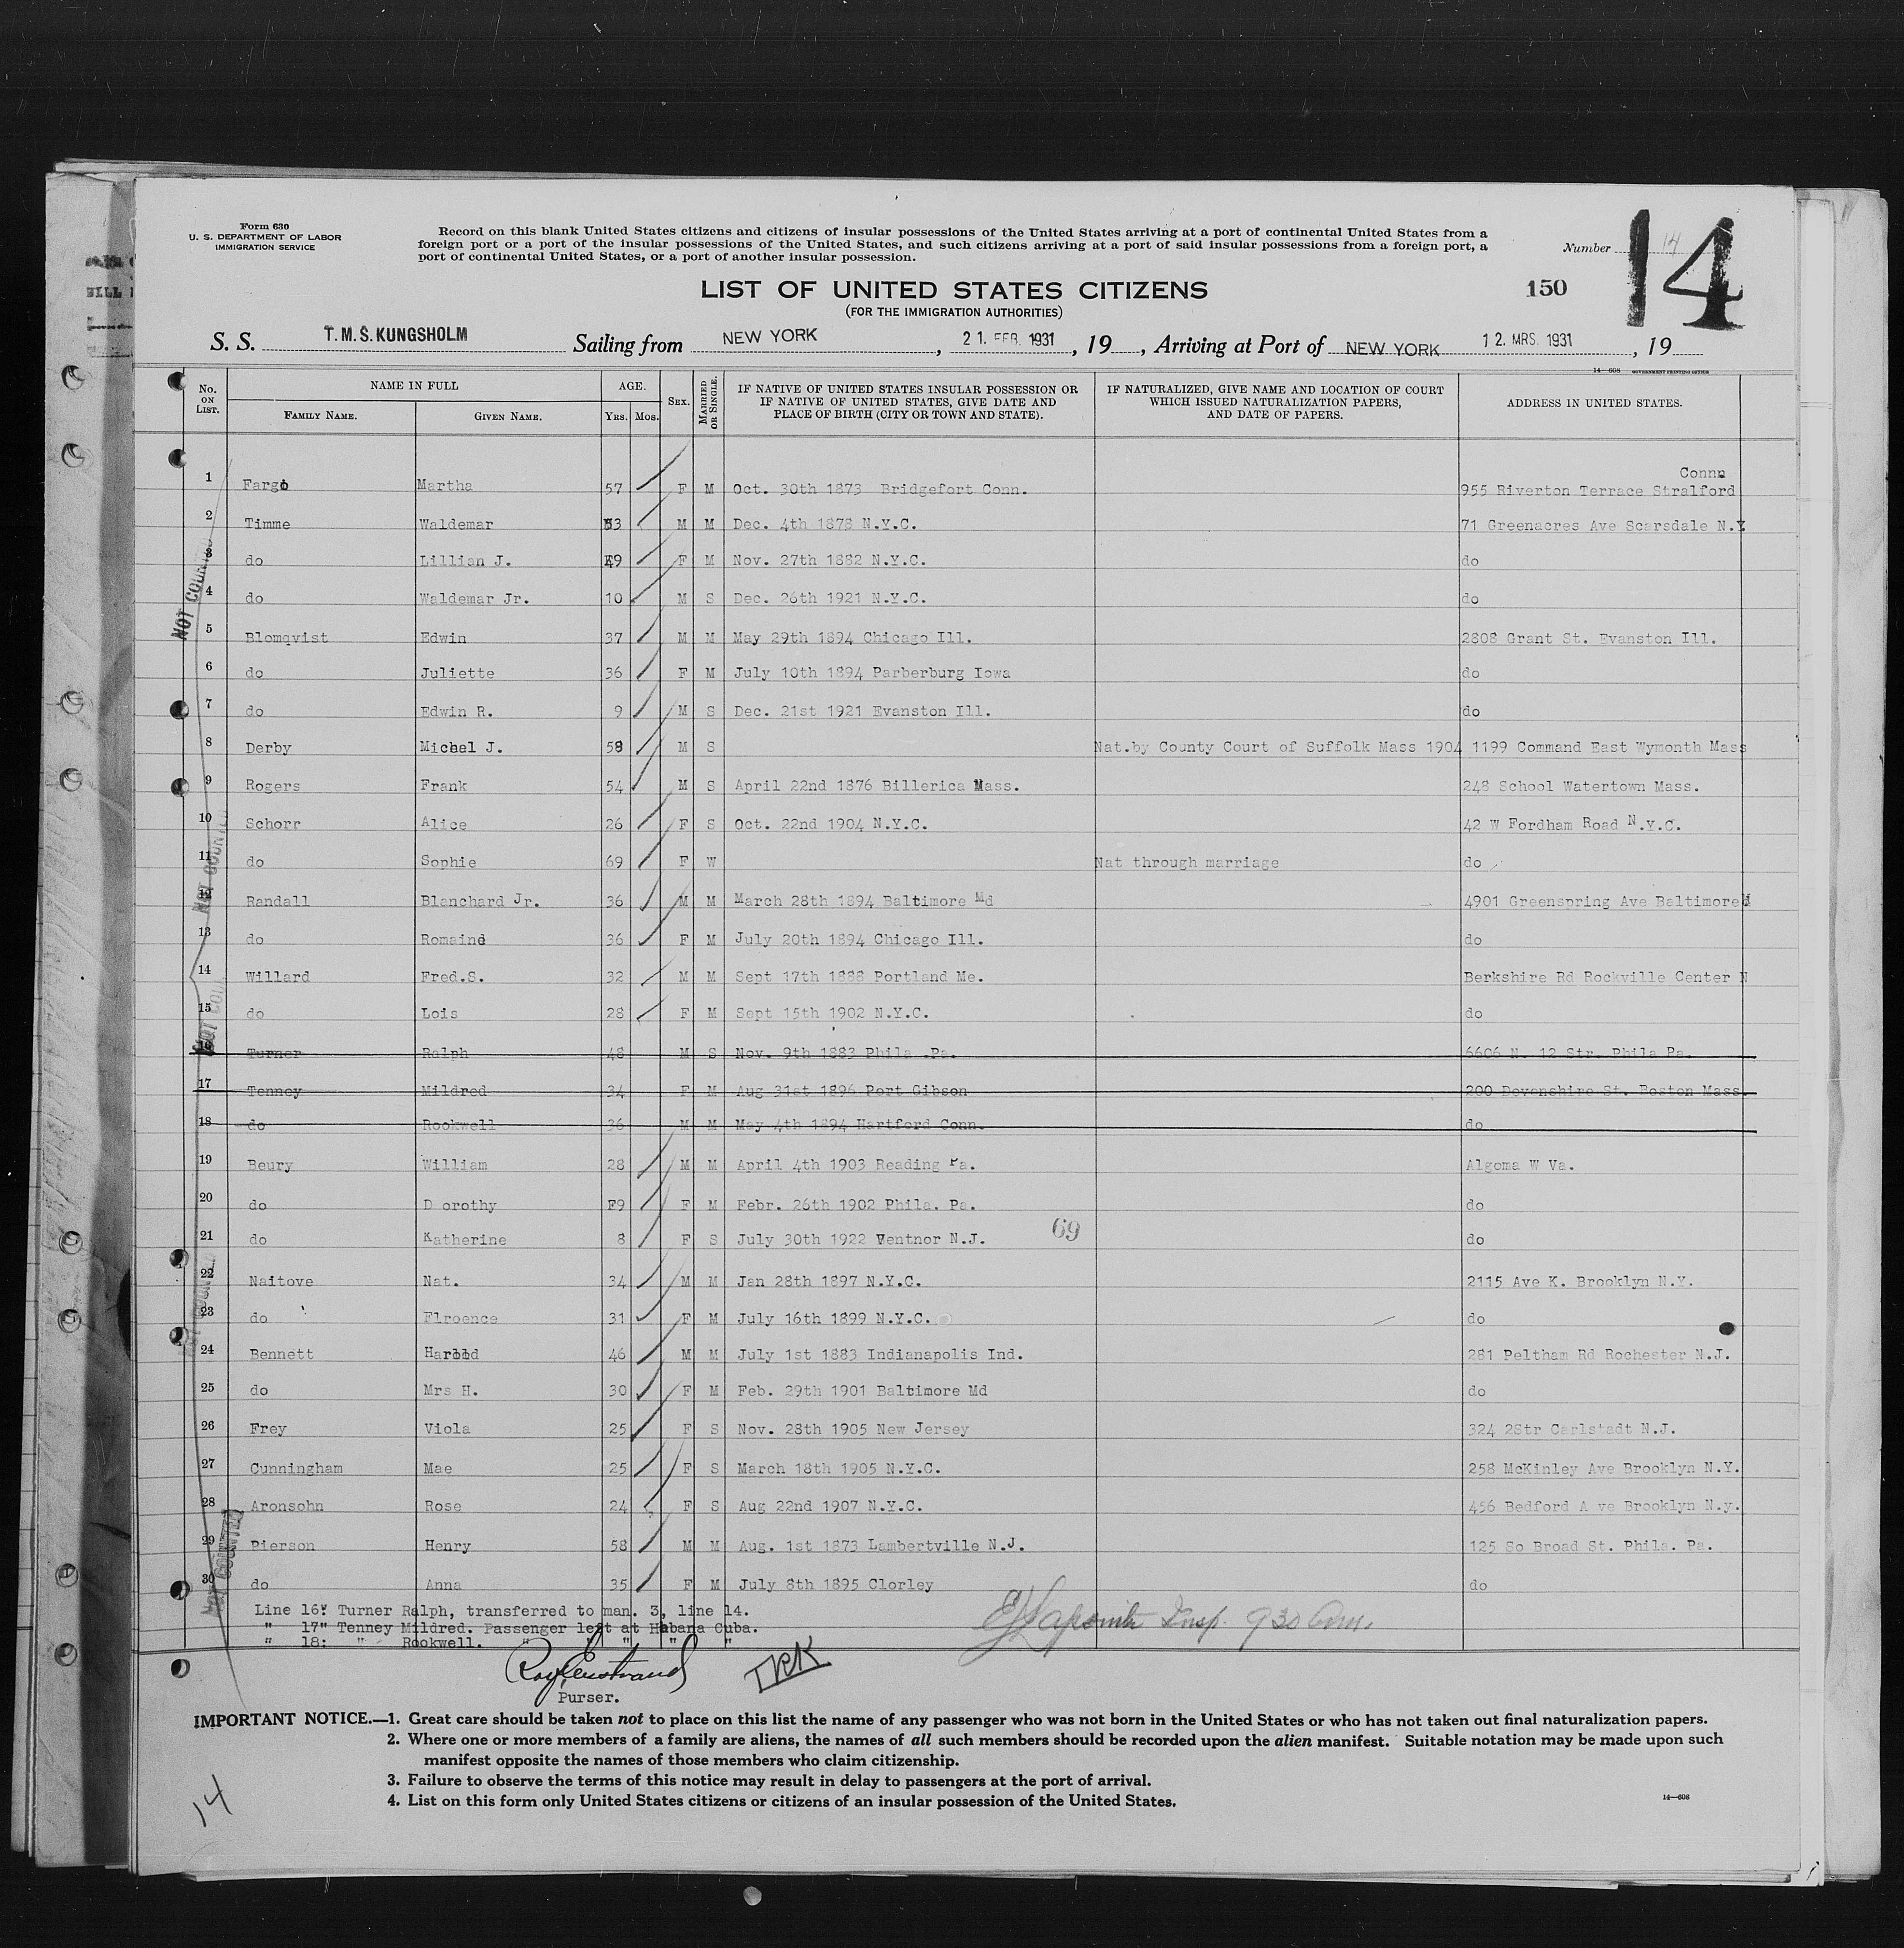 Form 630
U. S. DEPARTMENT OF LABOR
IMMIGRATION SERVICE
Record on this blank United States citizens and citizens of insular possessions of the United States arriving at a port of continental United States from a
foreign port or a port of the insular possessions of the United States, and such citizens arriving at a port of said insular possessions from a foreign port, a
port of continental United States, or a port of another insular possession.
Number 14
14
LIST OF UNITED STATES CITIZENS
150
(FOR THE IMMIGRATION AUTHORITIES)
S. S. T.M.S. KUNGSHOLM Sailing from NEW YORK, 21. FEB. 1931, 19 , Arriving at Port of NEW YORK 12. MRS. 1931, 19
14—608 GOVERNMENT PRINTING OFFICE
No. ON LIST. NAME IN FULL FAMILY NAME. GIVEN NAME. AGE. YRS. MOS. SEX. MARRIED OR SINGLE. IF NATIVE OF UNITED STATES INSULAR POSSESSION OR IF NATIVE OF UNITED STATES, GIVE DATE AND PLACE OF BIRTH (CITY OR TOWN AND STATE). IF NATURALIZED, GIVE NAME AND LOCATION OF COURT WHICH ISSUED NATURALIZATION PAPERS, AND DATE OF PAPERS. ADDRESS IN UNITED STATES.
Conn.
1 Fargo Martha 57 F M Oct. 30th 1873 Bridgefort Conn. 955 Riverton Terrace Stralford
2 Timme Waldemar 53 M M Dec. 4th 1878 N.Y.C. 71 Greenacres Ave Scarsdale N.Y
3 do Lillian J. 49 F M Nov. 27th 1882 N.Y.C. do
4 do Waldemar Jr. 10 M S Dec. 26th 1921 N.Y.C. do
5 Blomqvist Edwin 37 M M May 29th 1894 Chicago Ill. 2808 Grant St. Evanston Ill.
6 do Juliette 36 F M July 10th 1894 Parberburg Iowa do
7 do Edwin R. 9 M S Dec. 21st 1921 Evanston Ill. do
8 Derby Micheal J. 58 M S Nat.by County Court of Suffolk Mass 1904 1199 Command East Wymonth Mass
9 Rogers Frank 54 M S April 22nd 1876 Billerica Mass. 248 School Watertown Mass.
10 Schorr Alice 26 F S Oct. 22nd 1904 N.Y.C. 42 W Fordham Road N.Y.C.
11 do Sophie 69 F W Nat through marriage do
12 Randall Blanchard Jr. 36 M M March 28th 1894 Baltimore Md 4901 Greenspring Ave Baltimore M
13 do Romaine 36 F M July 20th 1894 Chicago Ill. do
14 Willard Fred.S. 32 M M Sept 17th 1888 Portland Me. Berkshire Rd Rockville Center N
15 do Lois 28 F M Sept 15th 1902 N.Y.C. do
16 Turner Ralph 48 M S Nov. 9th 1883 Phila .Pa. 6606 N. 12 Str. Phila Pa.
17 Tenney Mildred 34 F M Aug 31st 1896 Port Gibson 200 Devonshire St. Boston Mass.
18 do Rookwell 36 M M May 4th 1894 Hartford Conn. do
19 Beury William 28 M M April 4th 1903 Reading Pa. Algoma W Va.
20 do D orothy 29 F M Febr. 26th 1902 Phila. Pa. do
21 do Katherine 8 F S July 30th 1922 Ventnor N.J. do
69
22 Naitove Nat. 34 M M Jan 28th 1897 N.Y.C. 2115 Ave K. Brooklyn N.Y.
23 do Flroence 31 F M July 16th 1899 N.Y.C. do
24 Bennett Harold 46 M M July 1st 1883 Indianapolis Ind. 281 Peltham Rd Rochester N.J.
25 do Mrs H. 30 F M Feb. 29th 1901 Baltimore Md do
26 Frey Viola 25 F S Nov. 28th 1905 New Jersey 324 2Str Carlstadt N.J.
27 Cunningham Mae 25 F S March 18th 1905 N.Y.C. 258 McKinley Ave Brooklyn N.Y.
28 Aronsohn Rose 24 F S Aug 22nd 1907 N.Y.C. 456 Bedford A ve Brooklyn N.y.
29 Pierson Henry 58 M M Aug. 1st 1873 Lambertville N.J. 125 So Broad St. Phila. Pa.
30 do Anna 35 F M July 8th 1895 Clorley do
NOT COUNTED
Line 16: Turner Ralph, transferred to man. 3, line 14.
" 17" Tenney Mildred. Passenger left at Habana Cuba.
" 18: " Rookwell. " " " " "
Insp. 9 30 Am.
Purser.
IMPORTANT NOTICE.—1. Great care should be taken not to place on this list the name of any passenger who was not born in the United States or who has not taken out final naturalization papers.
2. Where one or more members of a family are aliens, the names of all such members should be recorded upon the alien manifest. Suitable notation may be made upon such
manifest opposite the names of those members who claim citizenship.
3. Failure to observe the terms of this notice may result in delay to passengers at the port of arrival.
4. List on this form only United States citizens or citizens of an insular possession of the United States.
14—608
14